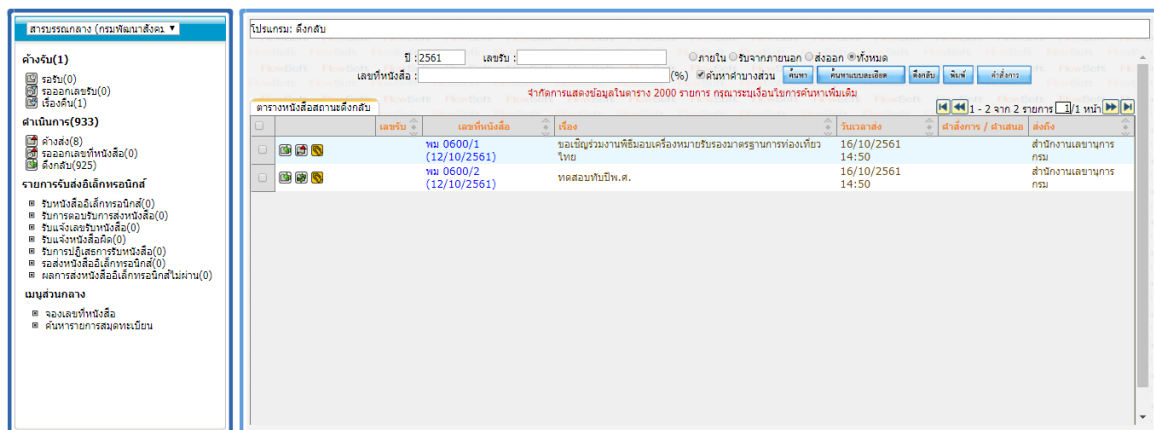 สารบรรณกลาง (กรมพัฒนาสังคม
ค้างรับ(1)
รอรับ(0)
รอออกเลขรับ(0)
เรื่องคืน(1)
ดำเนินการ(933)
ค้างส่ง(8)
รอออกเลขที่หนังสือ(0)
ดึงกลับ(925)
รายการรับส่งอิเล็กทรอนิกส์
รับหนังสืออิเล็กทรอนิกส์(0)
รับการตอบรับการส่งหนังสือ(0)
รับแจ้งเลขรับหนังสือ(0)
รับแจ้งหนังสือผิด(0)
รับการปฏิเสธการรับหนังสือ(0)
รอส่งหนังสืออิเล็กทรอนิกส์(0)
ผลการส่งหนังสืออิเล็กทรอนิกส์ไม่ผ่าน(0)
เมนูส่วนกลาง
จองเลขที่หนังสือ
ค้นหารายการสมุดทะเบียน
โปรแกรม: ดึงกลับ
ปี : 2561 เลขรับ : ภายใน รับจากภายนอก ส่งออก ทั้งหมด
เลขที่หนังสือ : (%) ค้นหาคำบางส่วน ค้นหา ค้นหาแบบละเอียด ดึงกลับ พิมพ์ คำสั่งการ
จำกัดการแสดงข้อมูลในตาราง 2000 รายการ กรุณาระบุเงื่อนไขการค้นหาเพิ่มเติม
ตารางหนังสือสถานะดึงกลับ 1 - 2 จาก 2 รายการ 1/1 หน้า
เลขรับ เลขที่หนังสือ เรื่อง วันเวลาส่ง คำสั่งการ / คำเสนอ ส่งถึง
พม 0600/1 ขอเชิญร่วมงานพิธีมอบเครื่องหมายรับรองมาตรฐานการท่องเที่ยว 16/10/2561 สำนักงานเลขานุการ
(12/10/2561) ไทย 14:50 กรม
พม 0600/2 ทดสอบทับปีพ.ศ. 16/10/2561 สำนักงานเลขานุการ
(12/10/2561) 14:50 กรม